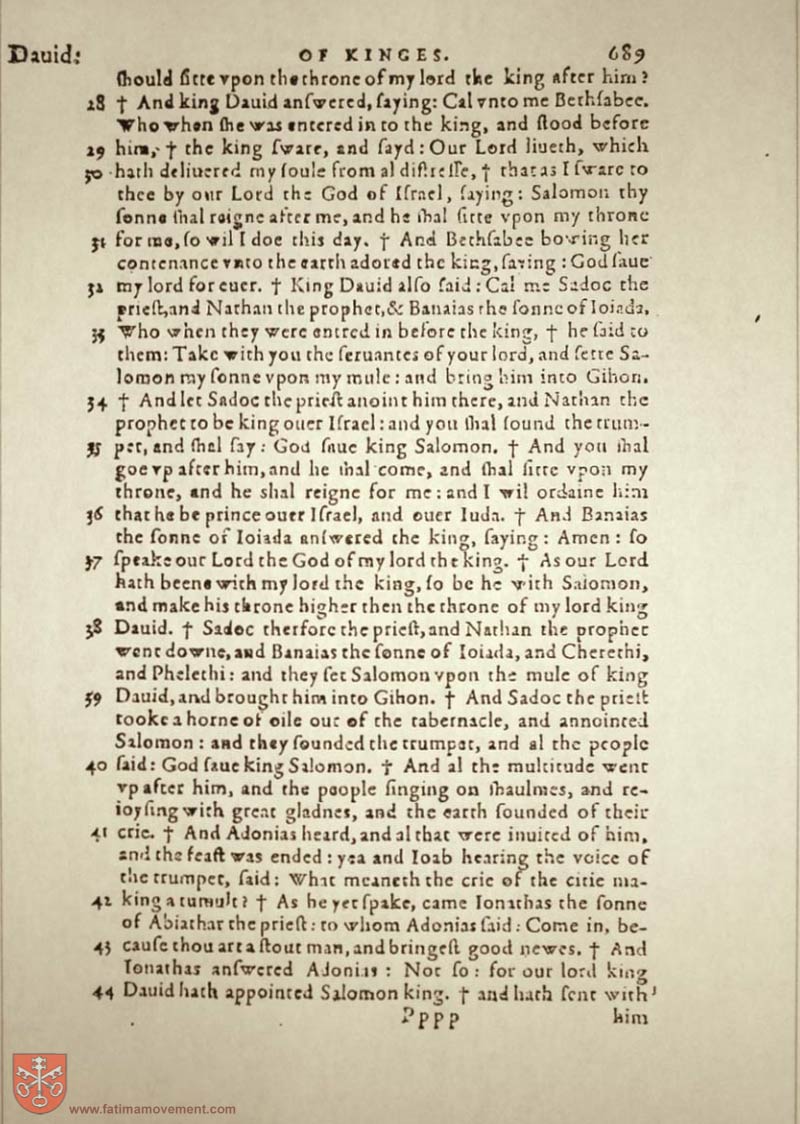 Dauid: OF KINGES. 689
ſhould ſitte vpon the throne of my lord the king after him?
28 † And king Dauid anſwered, ſaying: Cal vnto me Bethſabee.
Who when ſhe was entered in to the king, and ſtood before
29 him, † the king ſware, and ſayd: Our Lord liueth, which
30 hath deliuered my ſoule from al diſtreſſe, † that as I ſware to
thee by our Lord the God of Iſrael, ſaying: Salomon thy
ſonne ſhal reigne after me, and he ſhal ſitte vpon my throne
31 for me, ſo wil I doe this day. † And Bethſabee bowing her
contenance vnto the earth adored the king, ſaying: God ſaue
32 my lord for euer. † King Dauid alſo ſaid: Cal me Sadoc the
prieſt, and Nathan the prophet, & Banaias the ſonne of Ioiada.
33 Who when they were entred in before the king, † he ſaid to
them: Take with you the ſeruantes of your lord, and ſette Sa-
lomon my ſonne vpon my mule: and bring him into Gihon.
34 † And let Sadoc the prieſt anoint him there, and Nathan the
prophet to be king ouer Iſrael: and you ſhal ſound the trum-
35 pet, and ſhal ſay: God ſaue king Salomon. † And you ſhal
goe vp after him, and he ſhal come, and ſhal ſitte vpon my
throne, and he shal reigne for me: and I wil ordaine him
36 that he be prince ouer Iſrael, and ouer Iuda. † And Banaias
the ſonne of Ioiada anſwered the king, ſaying: Amen: ſo
37 ſpeake our Lord the God of my lord the king. † As our Lord
hath beene with my lord the king, ſo be he with Salomon,
and make his throne higher then the throne of my lord king
38 Dauid. † Sadoc therfore the prieſt, and Nathan the prophet
went downe, and Banaias the ſonne of Ioiada, and Cherethi,
and Phelethi: and they ſet Salomon vpon the mule of king
39 Dauid, and brought him into Gihon. † And Sadoc the prieſt
tooke a horne of oile out of the tabernacle, and annointed
Salomon: and they ſounded the trumpet, and al the people
40 ſaid: God ſaue king Salomon. † And al the multitude went
vp after him, and the people ſinging on ſhaulmes, and re-
ioyſing with great gladnes, and the earth ſounded of their
41 crie. † And Adonias heard, and al that were inuited of him,
and the feaſt was ended: yea and Ioab hearing the voice of
the trumpet, ſaid: What meaneth the crie of the citie ma-
42 king a tumult? † As he yet ſpake, came Ionathas the ſonne
of Abiathar the prieſt: to whom Adonias ſaid: Come in, be-
43 cauſe thou art a ſtout man, and bringeſt good newes. † And
Ionathas anſwered Adonias: Not ſo: for our lord king
44 Dauid hath appointed Salomon king. † and hath ſent with
Pppp him
www.fatimamovement.com